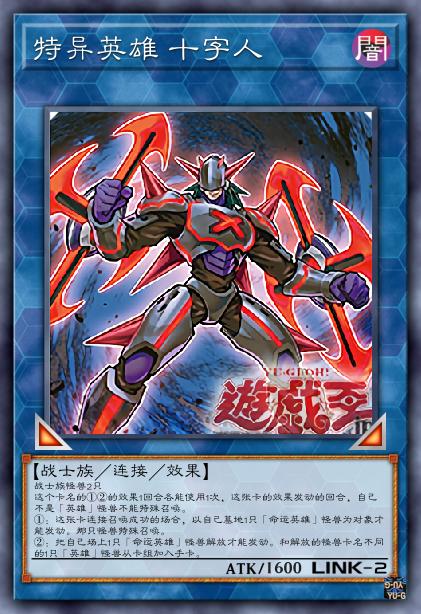 特异英雄 十字人
闇
YU-GI-OH!
遊戯王
【战士族／连接／效果】
战士族怪兽2只
这个卡名的①②的效果1回合各能使用1次，这张卡的效果发动的回合，自己
不是「英雄」怪兽不能特殊召唤。
①：这张卡连接召唤成功的场合，以自己墓地1只「命运英雄」怪兽为对象才
能发动。那只怪兽特殊召唤。
②：把自己场上1只「命运英雄」怪兽解放才能发动。和解放的怪兽卡名不同
的1只「英雄」怪兽从卡组加入手卡。
ATK/1600 LINK-2